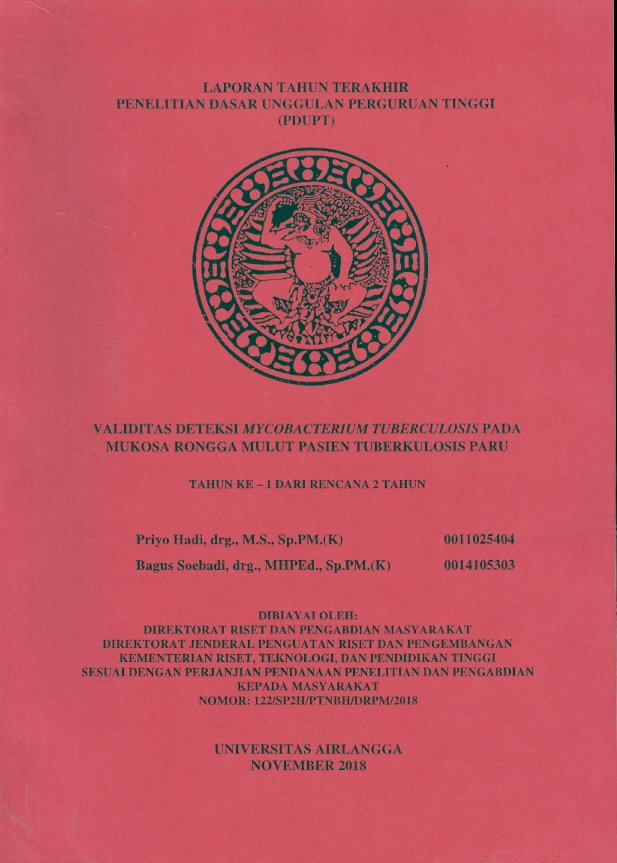 LAPORAN TAHUN TERAKHIR
PENELITIAN DASAR UNGGULAN PERGURUAN TINGGI
(PDUPT)
VALIDITAS DETEKSI MYCOBACTERIUM TUBERCULOSIS PADA
MUKOSA RONGGA MULUT PASIEN TUBERKULOSIS PARU
TAHUN KE – 1 DARI RENCANA 2 TAHUN
Priyo Hadi, drg., M.S., Sp.PM.(K) 0011025404
Bagus Soebadi, drg., MHPEd., Sp.PM.(K) 0014105303
DIBIAYAI OLEH:
DIREKTORAT RISET DAN PENGABDIAN MASYARAKAT
DIREKTORAT JENDERAL PENGUATAN RISET DAN PENGEMBANGAN
KEMENTERIAN RISET, TEKNOLOGI, DAN PENDIDIKAN TINGGI
SESUAI DENGAN PERJANJIAN PENDANAAN PENELITIAN DAN PENGABDIAN
KEPADA MASYARAKAT
NOMOR: 122/SP2H/PTNBH/DRPM/2018
UNIVERSITAS AIRLANGGA
NOVEMBER 2018